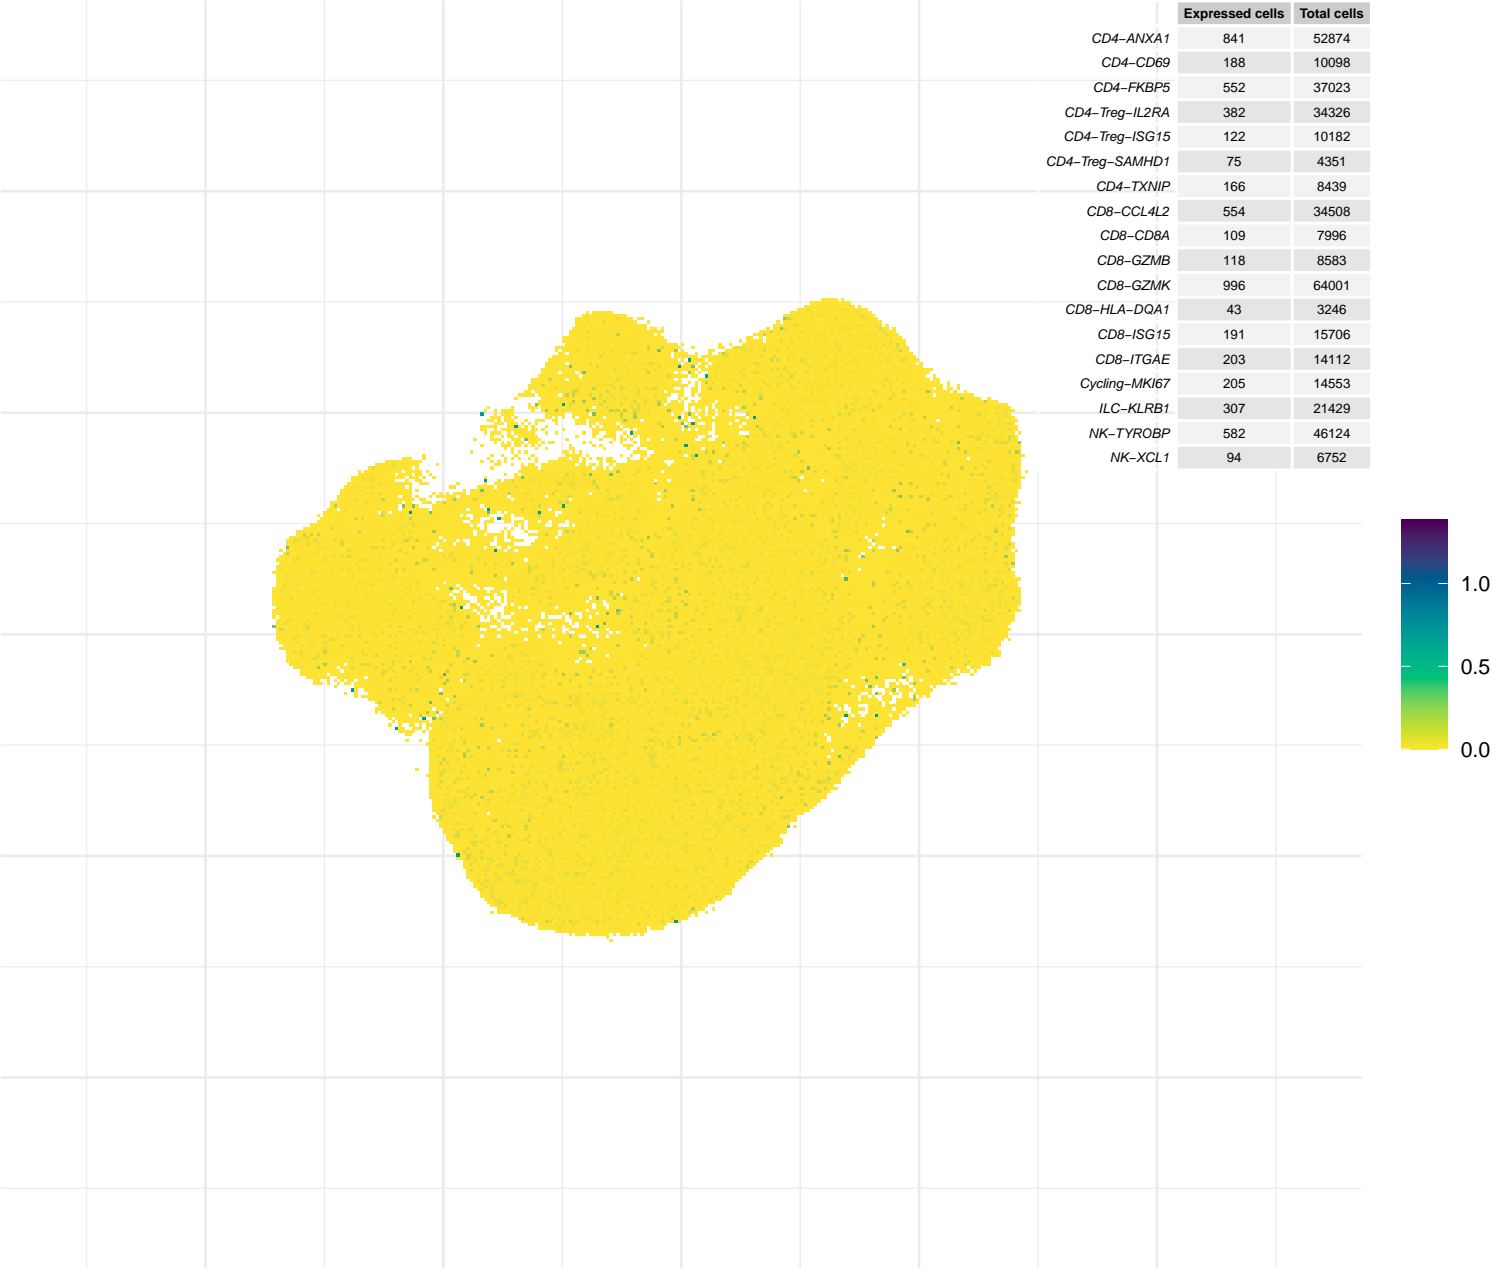 Expressed cells Total cells
CD4−ANXA1 841 52874
CD4−CD69 188 10098
CD4−FKBP5 552 37023
CD4−Treg−IL2RA 382 34326
CD4−Treg−ISG15 122 10182
CD4−Treg−SAMHD1 75 4351
CD4−TXNIP 166 8439
CD8−CCL4L2 554 34508
CD8−CD8A 109 7996
CD8−GZMB 118 8583
CD8−GZMK 996 64001
CD8−HLA−DQA1 43 3246
CD8−ISG15 191 15706
CD8−ITGAE 203 14112
Cycling−MKI67 205 14553
ILC−KLRB1 307 21429
NK−TYROBP 582 46124
NK−XCL1 94 6752
1.0
0.5
0.0